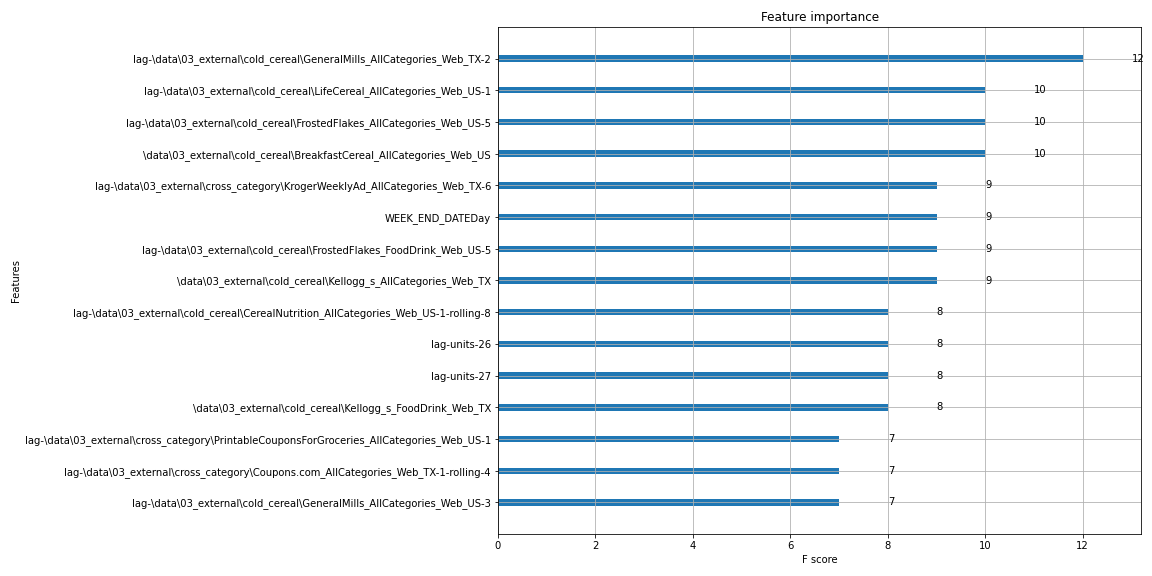 Feature importance
Features
lag-\data\03_external\cold_cereal\GeneralMills_AllCategories_Web_TX-2 12
lag-\data\03_external\cold_cereal\LifeCereal_AllCategories_Web_US-1 10
lag-\data\03_external\cold_cereal\FrostedFlakes_AllCategories_Web_US-5 10
\data\03_external\cold_cereal\BreakfastCereal_AllCategories_Web_US 10
lag-\data\03_external\cross_category\KrogerWeeklyAd_AllCategories_Web_TX-6 9
WEEK_END_DATEDay 9
lag-\data\03_external\cold_cereal\FrostedFlakes_FoodDrink_Web_US-5 9
\data\03_external\cold_cereal\Kellogg_s_AllCategories_Web_TX 9
lag-\data\03_external\cold_cereal\CerealNutrition_AllCategories_Web_US-1-rolling-8 8
lag-units-26 8
lag-units-27 8
\data\03_external\cold_cereal\Kellogg_s_FoodDrink_Web_TX 8
lag-\data\03_external\cross_category\PrintableCouponsForGroceries_AllCategories_Web_US-1 7
lag-\data\03_external\cross_category\Coupons.com_AllCategories_Web_TX-1-rolling-4 7
lag-\data\03_external\cold_cereal\GeneralMills_AllCategories_Web_US-3 7
0 2 4 6 8 10 12
F score